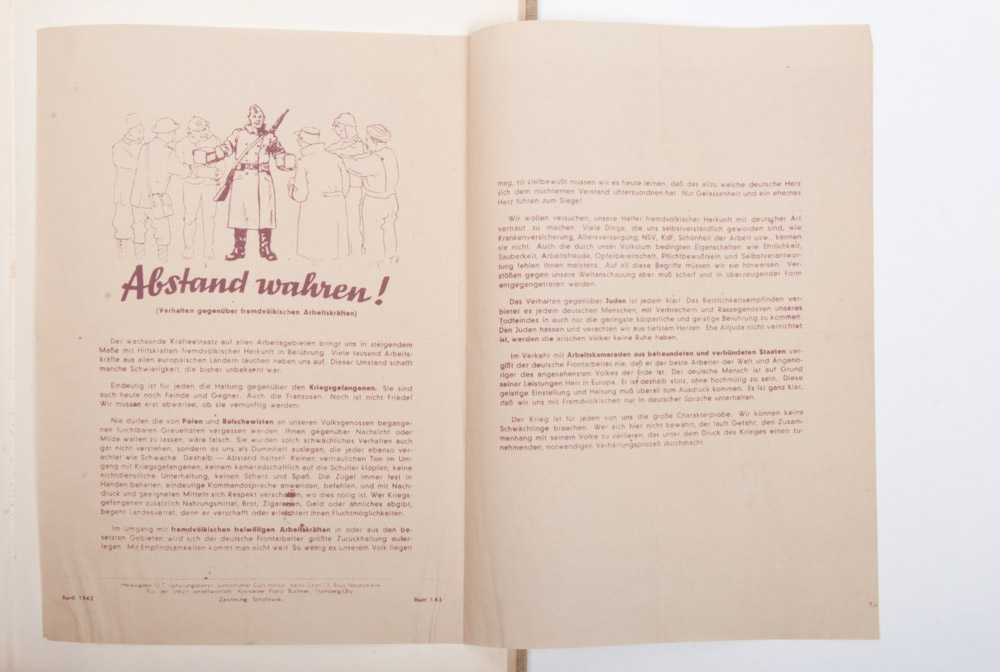 Abstand wahren!
(Verhalten gegenüber fremdvölkischen Arbeitskräften)
Der wachsende Kräfteeinsatz auf allen Arbeitsgebieten bringt uns in steigendem
Maße mit Hilfskräften fremdvölkischer Herkunft in Berührung. Viele tausend Arbeits-
kräfte aus allen europäischen Ländern tauchen neben uns auf. Dieser Umstand schafft
manche Schwierigkeit, die bisher unbekannt war.
Eindeutig ist für jeden die Haltung gegenüber den Kriegsgefangenen. Sie sind
auch heute noch Feinde und Gegner. Auch die Franzosen. Noch ist nicht Friede!
Wir müssen erst abwarten, ob sie vernünftig werden!
Nie dürfen die von Polen und Bolschewisten an unseren Volksgenossen begange-
nen furchtbaren Greueltaten vergessen werden. Ihnen gegenüber Nachsicht oder
Milde walten zu lassen, wäre falsch. Sie würden solch schwächliches Verhalten auch
gar nicht verstehen, sondern es uns als Dummheit auslegen, die jeder ebenso ver-
achtet wie Schwäche. Deshalb — Abstand halten! Keinen vertraulichen Ton im Um-
gang mit Kriegsgefangenen, keinem kameradschaftlich auf die Schulter klopfen, keine
nichtdienstliche Unterhaltung, keinen Scherz und Spaß. Die Zügel immer fest in
Händen behalten, eindeutige Kommandosprache anwenden, befehlen, und mit Nach-
druck und geeigneten Mitteln sich Respekt verschaffen, wo dies nötig ist. Wer Kriegs-
gefangenen zusätzlich Nahrungsmittel, Brot, Zigaretten, Geld oder ähnliches abgibt,
begeht Landesverrat, denn er verschafft oder erleichtert ihnen Fluchtmöglichkeiten.
Im Umgang mit fremdvölkischen freiwilligen Arbeitskräften in oder aus den be-
setzten Gebieten wird sich der deutsche Frontarbeiter größte Zurückhaltung aufer-
legen. Mit Empfindsamkeiten kommt man nicht weit. So wenig es unserem Volk liegen
Für den Inhalt verantwortlich: Kreisleiter Franz Buchner, Starnberg/Oby.
Zeichnung:
April 1942
Blatt 143
mag, so zielbewußt müssen wir es heute lernen, daß das allzu weiche deutsche Herz
sich dem nüchternen Verstand unterzuordnen hat. Nur Gelassenheit und ein ehernes
Herz führen zum Siege!
Wir wollen versuchen, unsere Helfer fremdvölkischer Herkunft mit deutscher Art
vertraut zu machen. Viele Dinge, die uns selbstverständlich geworden sind, wie
Krankenversicherung, Altersversorgung, NSV, KdF, Schönheit der Arbeit usw., kennen
sie nicht. Auch die durch unser Volkstum bedingten Eigenschaften wie Ehrlichkeit,
Sauberkeit, Arbeitsfreude, Opferbereitschaft, Pflichtbewußtsein und Selbstverantwor-
tung fehlen ihnen meistens. Auf all diese Begriffe müssen wir sie hinweisen. Ver-
stößen gegen unsere Weltanschauung aber muß scharf und in überzeugender Form
entgegengetreten werden.
Das Verhalten gegenüber Juden ist jedem klar! Das Reinlichkeitsempfinden ver-
bietet es jedem deutschen Menschen, mit Verbrechern und Rassegenossen unseres
Todfeindes in auch nur die geringste körperliche und geistige Berührung zu kommen.
Den Juden hassen und verachten wir aus tiefstem Herzen. Ehe Alljuda nicht vernichtet
ist, werden die arischen Völker keine Ruhe haben.
Im Verkehr mit Arbeitskameraden aus befreundeten und verbündeten Staaten ver-
gißt der deutsche Frontarbeiter nie, daß er der beste Arbeiter der Welt und Angehö-
riger des angesehensten Volkes der Erde ist. Der deutsche Mensch ist auf Grund
seiner Leistungen Herr in Europa. Er ist deshalb stolz, ohne hochmütig zu sein. Diese
geistige Einstellung und Haltung muß überall zum Ausdruck kommen. Es ist ganz klar,
daß wir uns mit Fremdvölkischen nur in deutscher Sprache unterhalten.
Der Krieg ist für jeden von uns die große Charakterprobe. Wir können keine
Schwächlinge brauchen. Wer sich hier nicht bewährt, der läuft Gefahr, den Zusam-
menhang mit seinem Volke zu verlieren, das unter dem Druck des Krieges einen zu-
nehmenden, notwendigen Verhärtungsprozeß durchmacht.